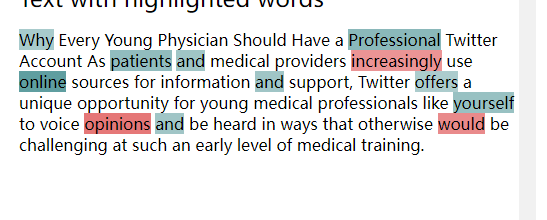 Text with highlighted words
Why Every Young Physician Should Have a Professional Twitter
Account As patients and medical providers increasingly use
online sources for information and support, Twitter offers a
unique opportunity for young medical professionals like yourself
to voice opinions and be heard in ways that otherwise would be
challenging at such an early level of medical training.